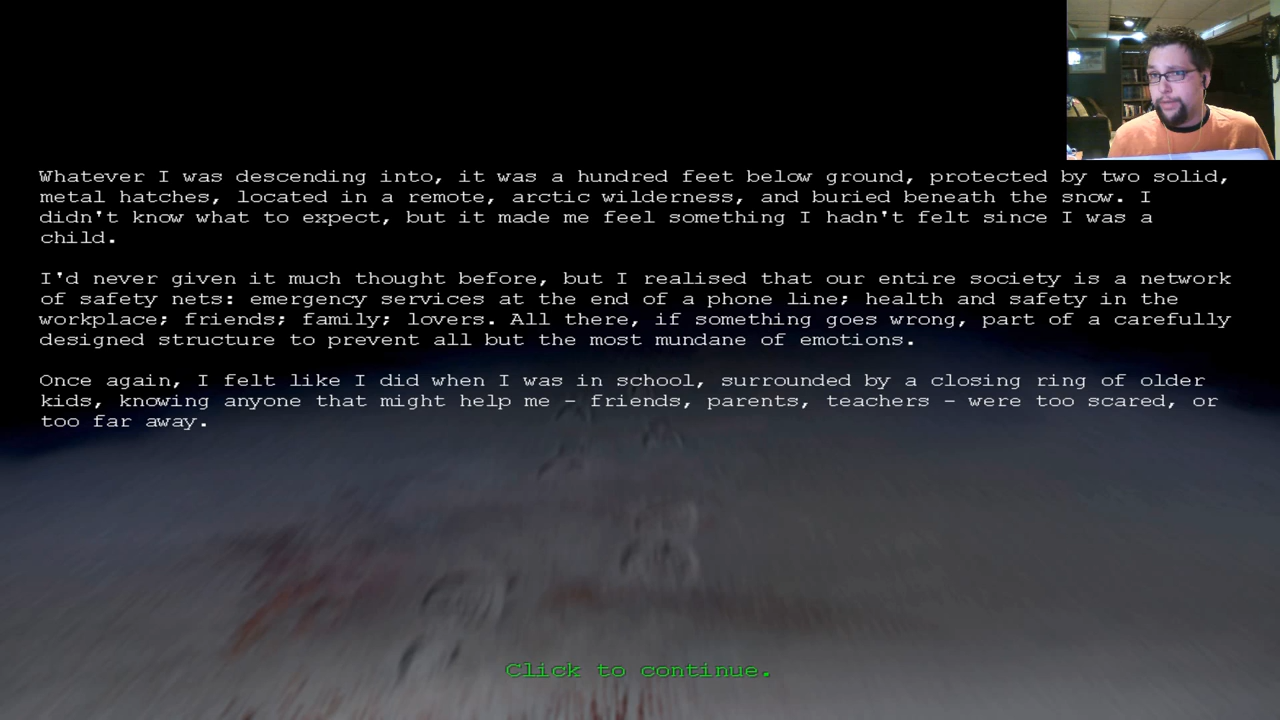 Whatever I was descending into, it was a hundred feet below ground, protected by two solid,
metal hatches, located in a remote, arctic wilderness, and buried beneath the snow. I
didn't know what to expect, but it made me feel something I hadn't felt since I was a
child.
I'd never given it much thought before, but I realised that our entire society is a network
of safety nets: emergency services at the end of a phone line; health and safety in the
workplace; friends; family; lovers. All there, if something goes wrong, part of a carefully
designed structure to prevent all but the most mundane of emotions.
Once again, I felt like I did when I was in school, surrounded by a closing ring of older
kids, knowing anyone that might help me - friends, parents, teachers - were too scared, or
too far away.
Click to continue.